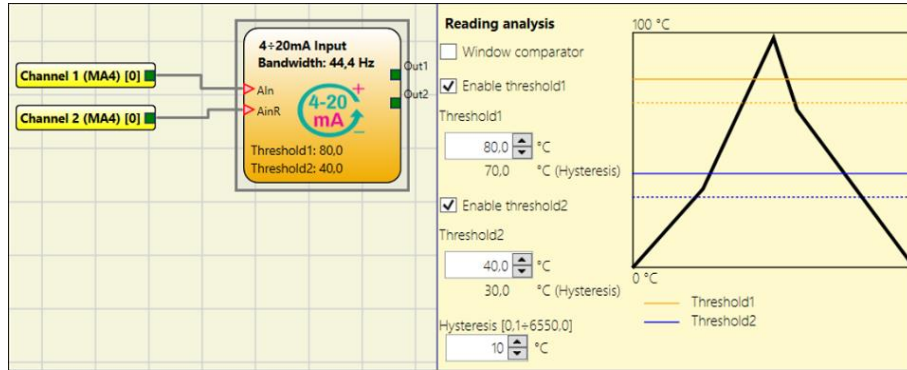 Channel 1 (MA4) [0]
Channel 2 (MA4) [0]
4÷20mA Input
Bandwidth: 44,4 Hz
Out1
Out2
AIn
AinR
4-20
mA
Threshold1: 80,0
Threshold2: 40,0
Reading analysis
Window comparator
Enable threshold1
Threshold1
80,0 °C
70,0 °C (Hysteresis)
Enable threshold2
Threshold2
40,0 °C
30,0 °C (Hysteresis)
Hysteresis [0,1÷6550,0]
10 °C
100 °C
0 °C
Threshold1
Threshold2